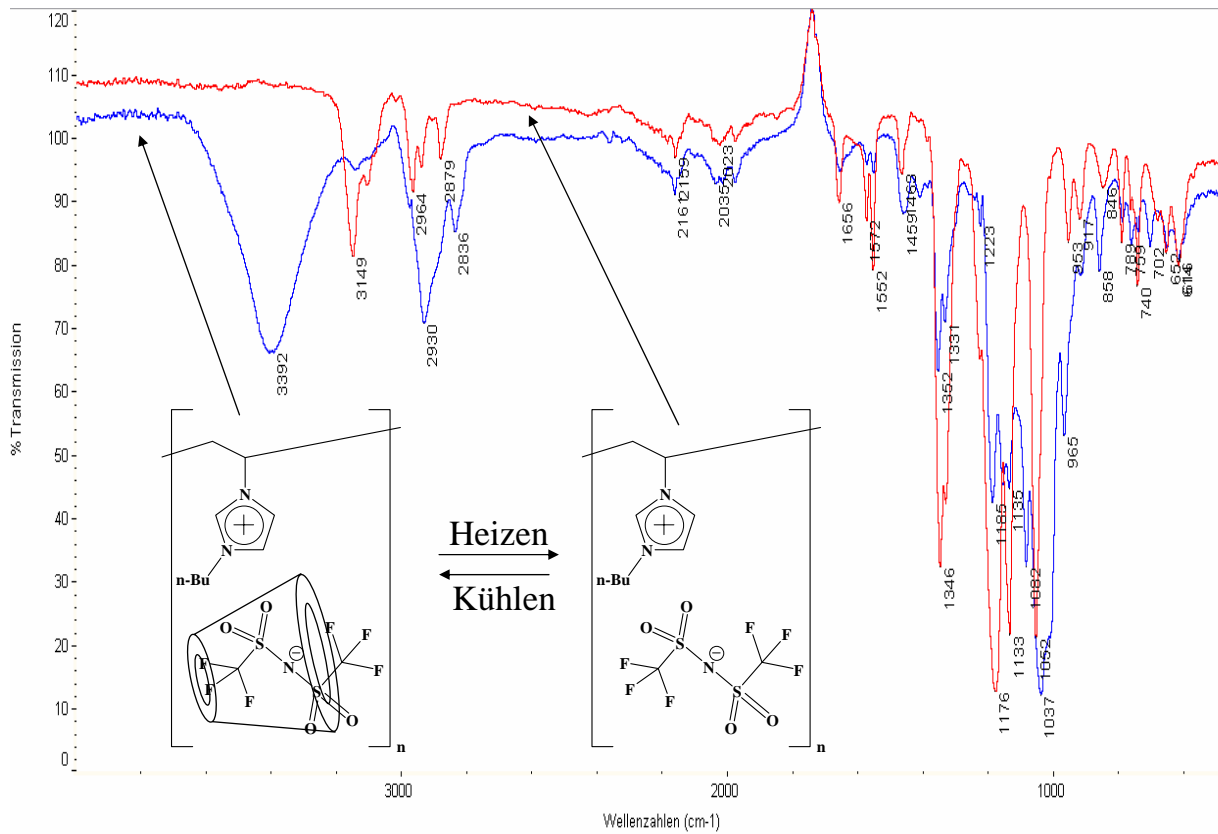 120
110
100
90
80
70
60
50
40
30
20
10
0
%Transmission
3000
2000
1000
Wellenzahlen (cm-1)
3392
3149
2964
2930
2879
2836
2161
2159
2035
2023
1656
1572
1552
1459
1463
1352
1346
1331
1223
1185
1176
1135
1133
1082
1052
1037
965
953
917
858
846
789
759
740
702
652
614
N
+
N
n-Bu
O
O
S
F
F
F
N
−
F
F
F
S
O
O
n
Heizen
Kühlen
N
+
N
n-Bu
O
O
S
F
F
F
N
−
F
F
F
S
O
O
n